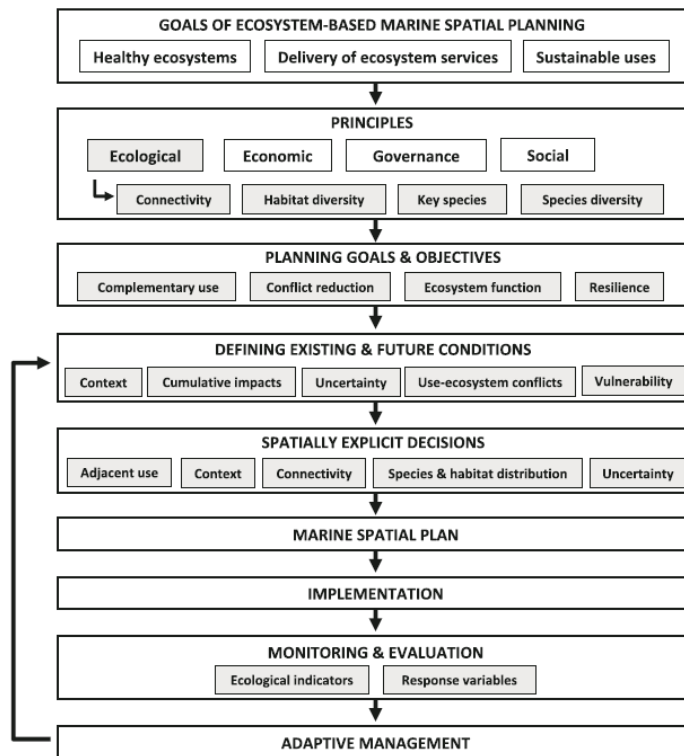 GOALS OF ECOSYSTEM-BASED MARINE SPATIAL PLANNING
Healthy ecosystems Delivery of ecosystem services Sustainable uses
PRINCIPLES
Ecological Economic Governance Social
Connectivity Habitat diversity Key species Species diversity
PLANNING GOALS & OBJECTIVES
Complementary use Conflict reduction Ecosystem function Resilience
DEFINING EXISTING & FUTURE CONDITIONS
Context Cumulative impacts Uncertainty Use-ecosystem conflicts Vulnerability
SPATIALLY EXPLICIT DECISIONS
Adjacent use Context Connectivity Species & habitat distribution Uncertainty
MARINE SPATIAL PLAN
IMPLEMENTATION
MONITORING & EVALUATION
Ecological indicators Response variables
ADAPTIVE MANAGEMENT